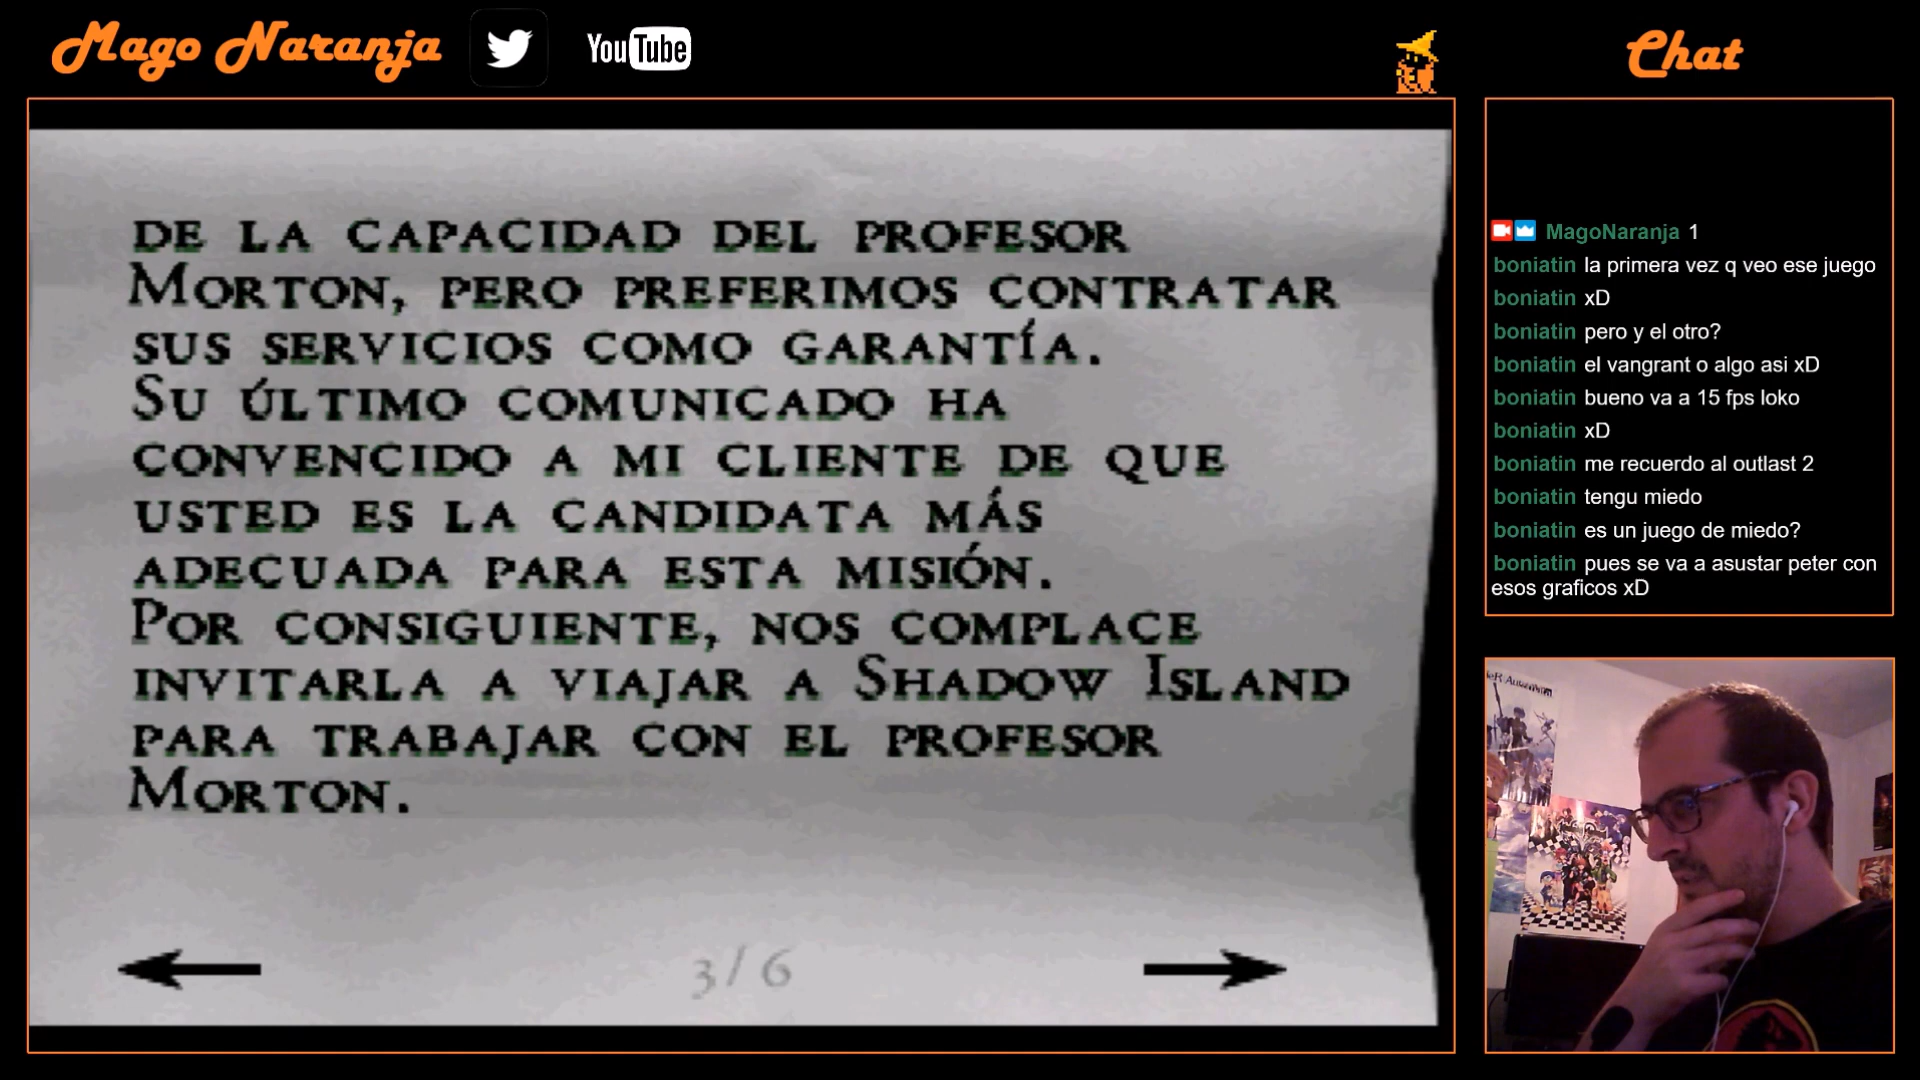 Mago Naranja
YouTube
Chat
DE LA CAPACIDAD DEL PROFESOR
MORTON, PERO PREFERIMOS CONTRATAR
SUS SERVICIOS COMO GARANTÍA.
SU ÚLTIMO COMUNICADO HA
CONVENCIDO A MI CLIENTE DE QUE
USTED ES LA CANDIDATA MÁS
ADECUADA PARA ESTA MISIÓN.
POR CONSIGUIENTE, NOS COMPLACE
INVITARLA A VIAJAR A SHADOW ISLAND
PARA TRABAJAR CON EL PROFESOR
MORTON.
3/6
MagoNaranja 1
boniatin la primera vez q veo ese juego
boniatin xD
boniatin pero y el otro?
boniatin el vangrant o algo asi xD
boniatin bueno va a 15 fps loko
boniatin xD
boniatin me recuerdo al outlast 2
boniatin tengu miedo
boniatin es un juego de miedo?
boniatin pues se va a asustar peter con
esos graficos xD